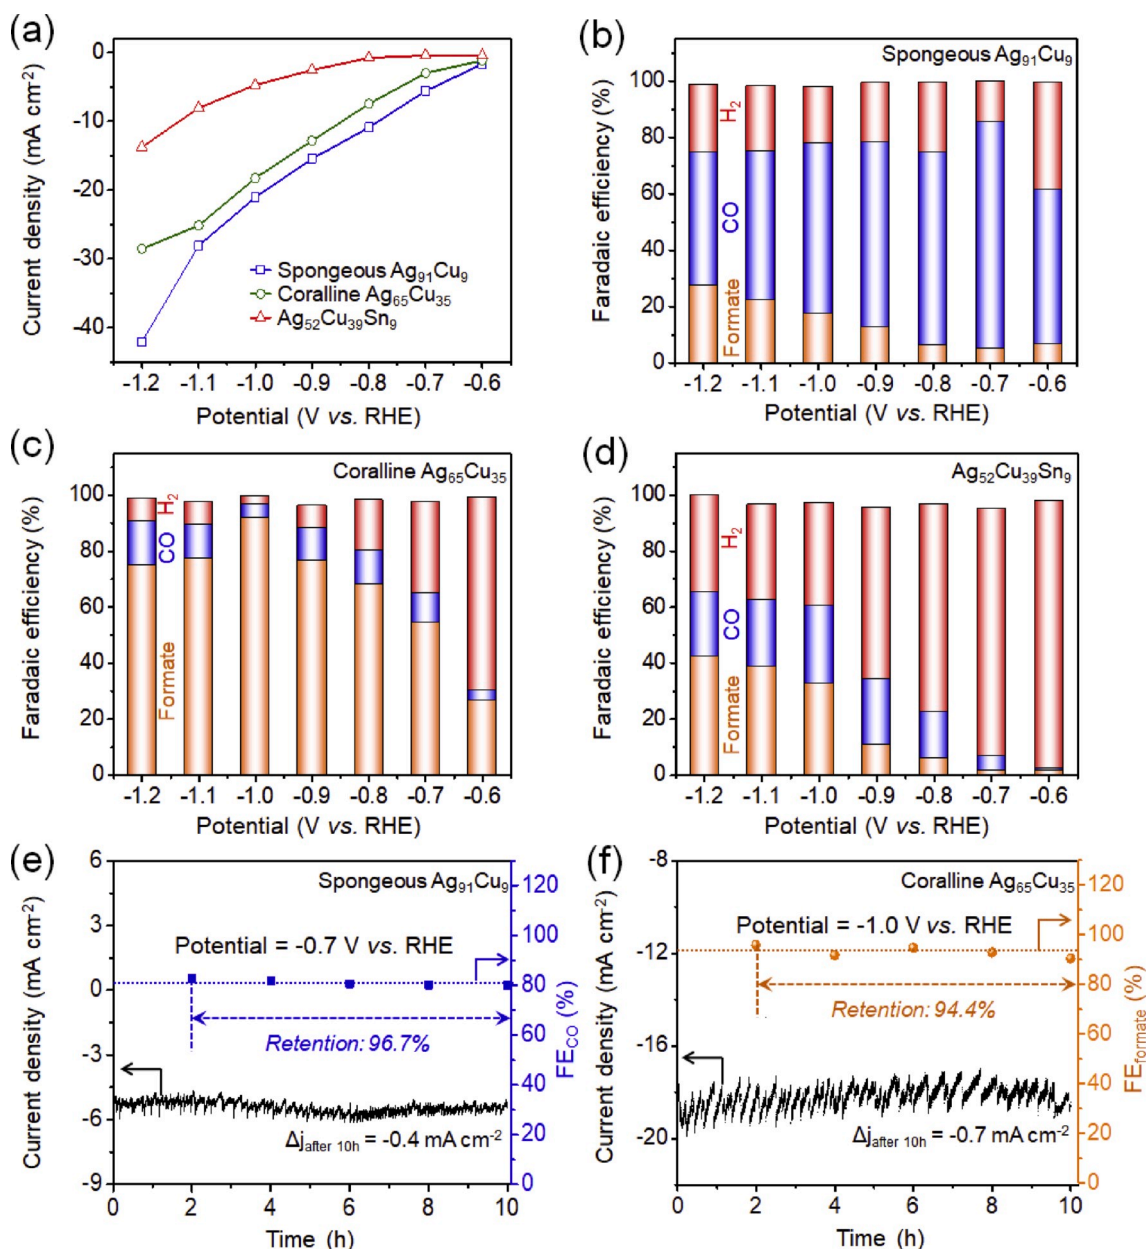 (a)
0
-10
-20
-30
-40
Current density (mA cm-2)
Spongeous Ag91Cu9
Coralline Ag65Cu35
Ag52Cu39Sn9
-1.2 -1.1 -1.0 -0.9 -0.8 -0.7 -0.6
Potential (V vs. RHE)
(b)
Spongeous Ag91Cu9
100
80
60
40
20
0
Faradaic efficiency (%)
H2
CO
Formate
-1.2 -1.1 -1.0 -0.9 -0.8 -0.7 -0.6
Potential (V vs. RHE)
(c)
Coralline Ag65Cu35
100
80
60
40
20
0
Faradaic efficiency (%)
H2
CO
Formate
-1.2 -1.1 -1.0 -0.9 -0.8 -0.7 -0.6
Potential (V vs. RHE)
(d)
Ag52Cu39Sn9
100
80
60
40
20
0
Faradaic efficiency (%)
H2
CO
Formate
-1.2 -1.1 -1.0 -0.9 -0.8 -0.7 -0.6
Potential (V vs. RHE)
(e)
6
3
0
-3
-6
-9
Current density (mA cm-2)
Spongeous Ag91Cu9
Potential = -0.7 V vs. RHE
Retention: 96.7%
Δjafter 10h = -0.4 mA cm-2
120
100
80
60
40
20
0
FECO (%)
0 2 4 6 8 10
Time (h)
(f)
-8
-12
-16
-20
Current density (mA cm-2)
Coralline Ag65Cu35
Potential = -1.0 V vs. RHE
Retention: 94.4%
Δjafter 10h = -0.7 mA cm-2
120
100
80
60
40
20
0
FEformate (%)
0 2 4 6 8 10
Time (h)